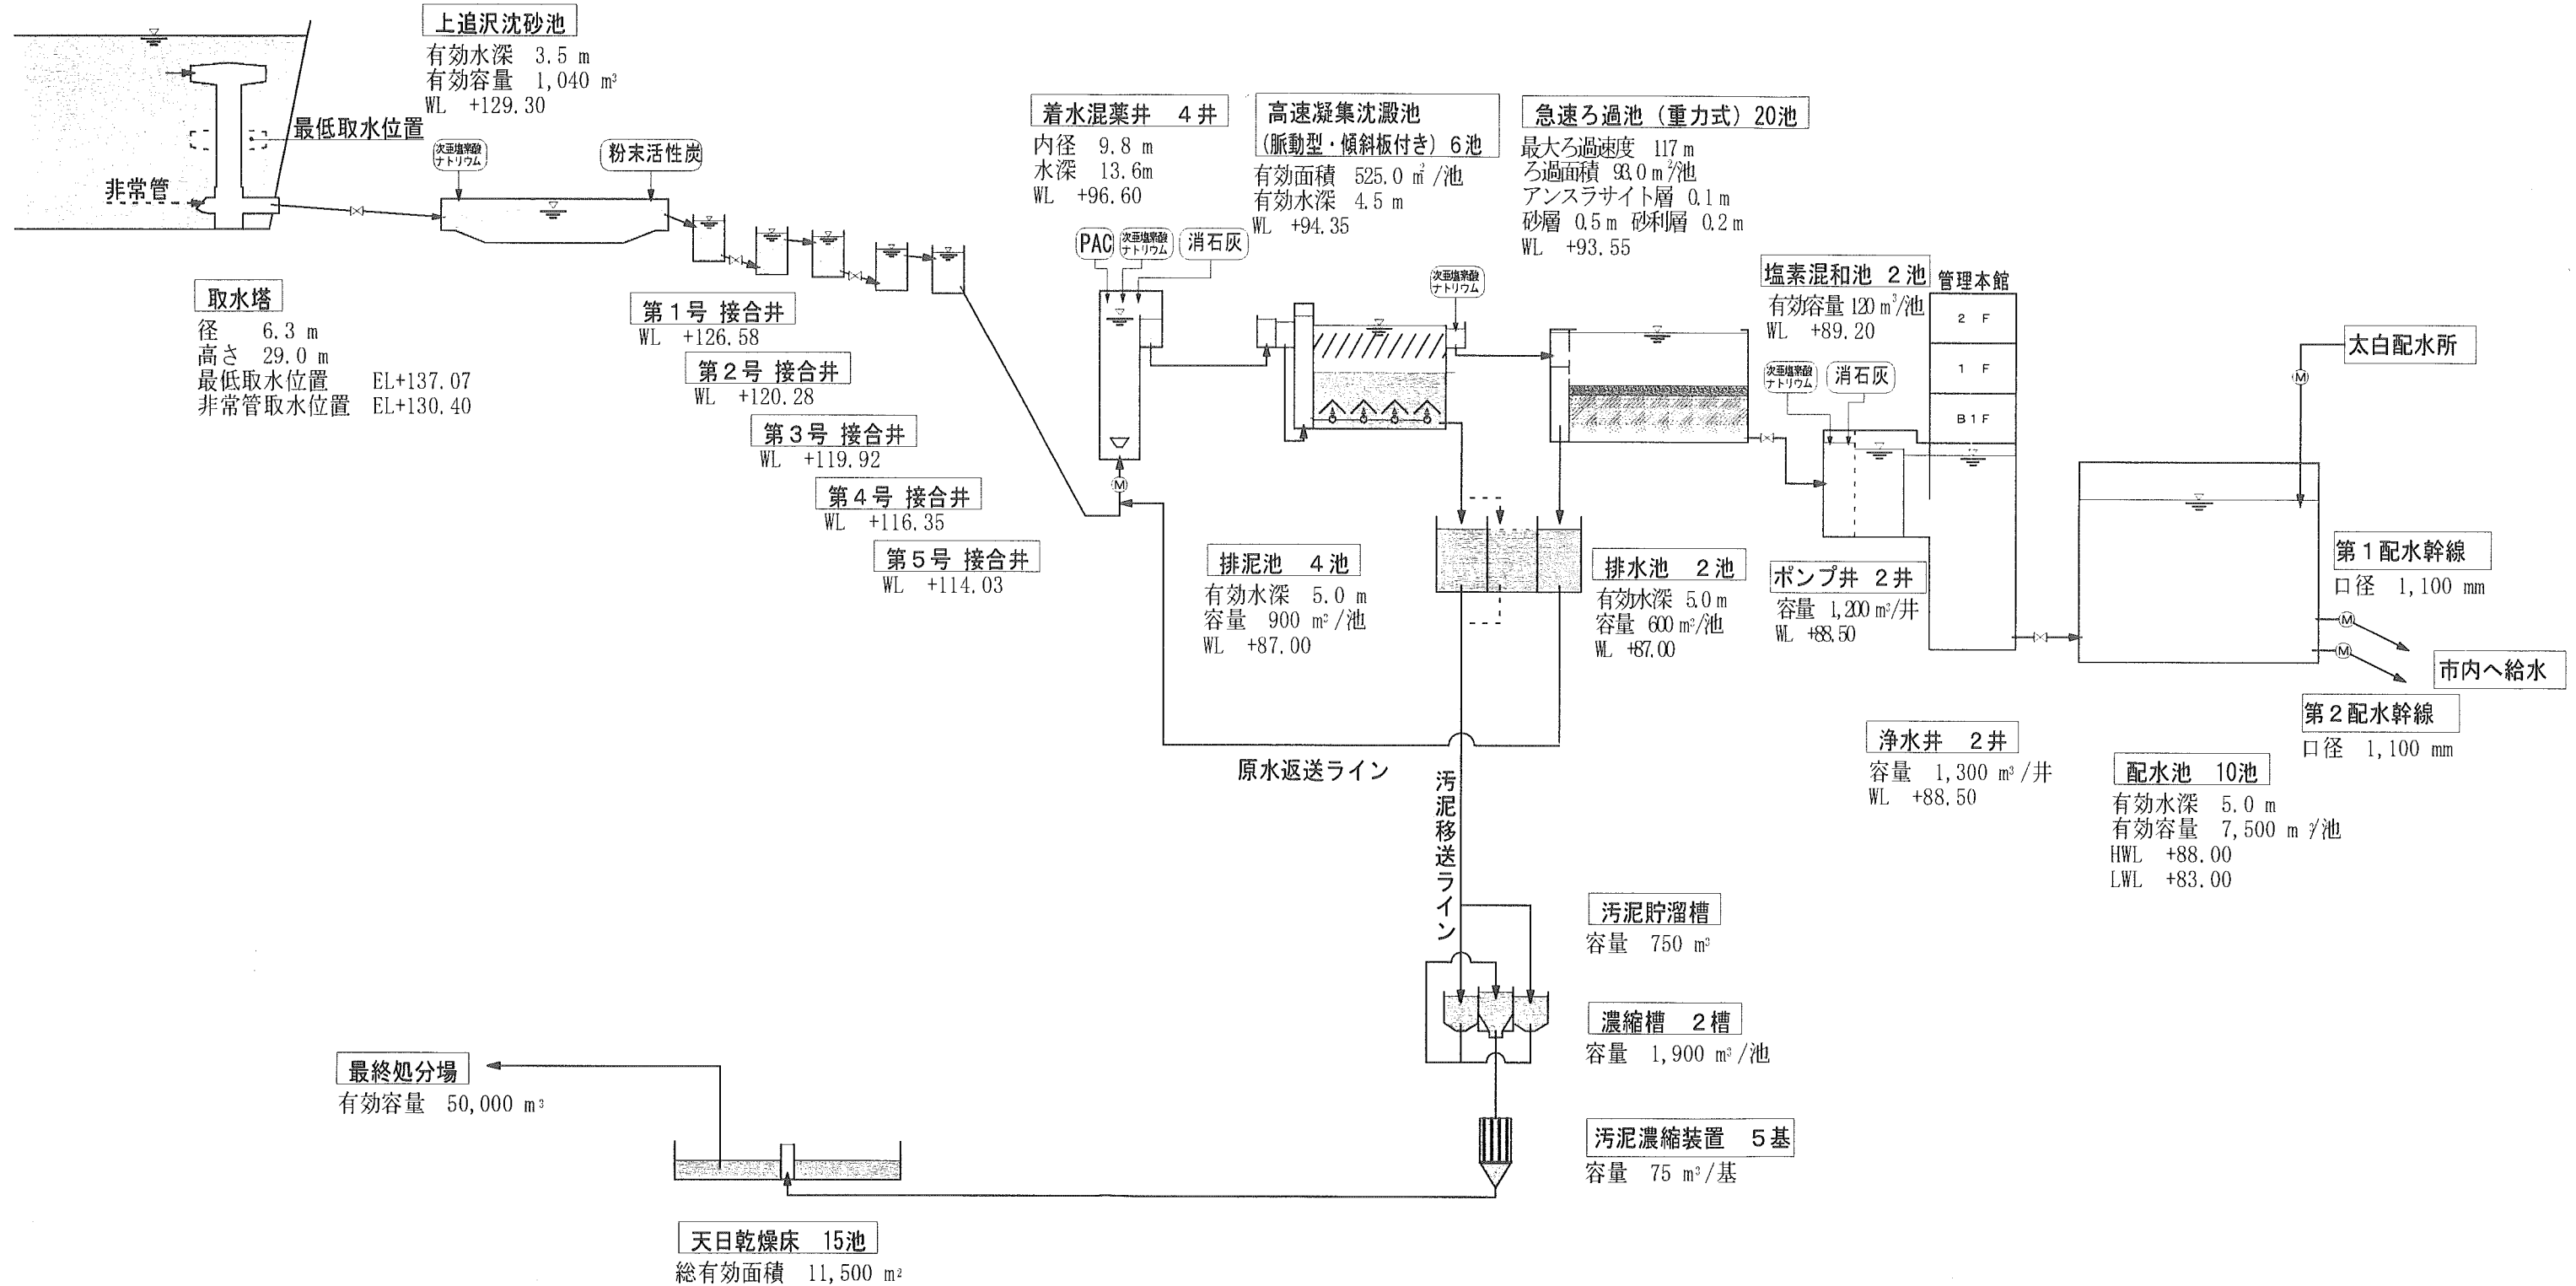 上追沢沈砂池
有効水深 3.5 m
有効容量 1,040 m³
WL +129.30
最低取水位置
非常管
次亜塩素酸
ナトリウム
粉末活性炭
取水塔
径 6.3 m
高さ 29.0 m
最低取水位置 EL+137.07
非常管取水位置 EL+130.40
第1号 接合井
WL +126.58
第2号 接合井
WL +120.28
第3号 接合井
WL +119.92
第4号 接合井
WL +116.35
第5号 接合井
WL +114.03
着水混薬井 4井
内径 9.8 m
水深 13.6m
WL +96.60
PAC
次亜塩素酸
ナトリウム
消石灰
M
高速凝集沈澱池
(脈動型・傾斜板付き) 6池
有効面積 525.0 ㎡/池
有効水深 4.5 m
WL +94.35
次亜塩素酸
ナトリウム
急速ろ過池(重力式)20池
最大ろ過速度 117 m
ろ過面積 93.0 m²/池
アンスラサイト層 0.1 m
砂層 0.5 m 砂利層 0.2 m
WL +93.55
塩素混和池 2池
有効容量 120 m³/池
WL +89.20
次亜塩素酸
ナトリウム
消石灰
管理本館
2 F
1 F
B1F
太白配水所
M
排泥池 4池
有効水深 5.0 m
容量 900 m³/池
WL +87.00
排水池 2池
有効水深 5.0 m
容量 600 m³/池
WL +87.00
ポンプ井 2井
容量 1,200 m³/井
WL +88.50
第1配水幹線
口径 1,100 mm
M
M
市内へ給水
第2配水幹線
口径 1,100 mm
浄水井 2井
容量 1,300 m³/井
WL +88.50
配水池 10池
有効水深 5.0 m
有効容量 7,500 m³/池
HWL +88.00
LWL +83.00
原水返送ライン
汚泥移送ライン
汚泥貯溜槽
容量 750 m³
濃縮槽 2槽
容量 1,900 m³/池
汚泥濃縮装置 5基
容量 75 m³/基
最終処分場
有効容量 50,000 m³
天日乾燥床 15池
総有効面積 11,500 m²